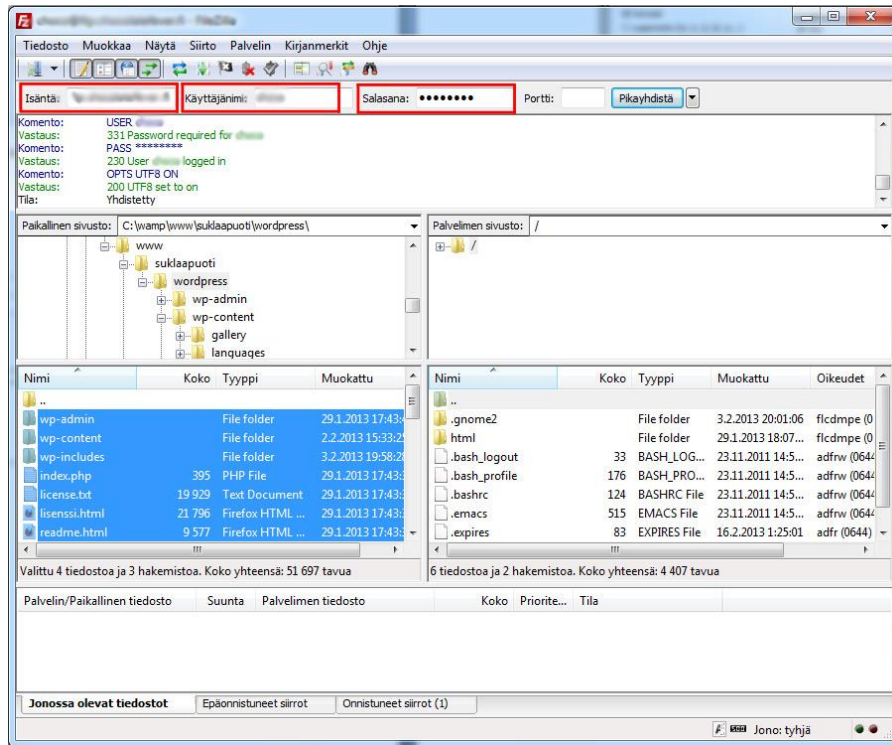 Tiedosto Muokkaa Näytä Siirto Palvelin Kirjanmerkit Ohje
Isäntä: Käyttäjänimi: Salasana: •••••••• Portti: Pikayhdistä
Komento: USER
Vastaus: 331 Password required for
Komento: PASS ********
Vastaus: 230 User logged in
Komento: OPTS UTF8 ON
Vastaus: 200 UTF8 set to on
Tila: Yhdistetty
Paikallinen sivusto: C:\wamp\www\suklaapuoti\wordpress\
www
suklaapuoti
wordpress
wp-admin
wp-content
gallery
languages
Palvelimen sivusto: /
/
Nimi Koko Tyyppi Muokattu
..
wp-admin File folder 29.1.2013 17:43:
wp-content File folder 2.2.2013 15:33:2
wp-includes File folder 3.2.2013 19:58:2
index.php 395 PHP File 29.1.2013 17:43:
license.txt 19 929 Text Document 29.1.2013 17:43:
lisenssi.html 21 796 Firefox HTML ... 29.1.2013 17:43:
readme.html 9 577 Firefox HTML ... 29.1.2013 17:43:
Valittu 4 tiedostoa ja 3 hakemistoa. Koko yhteensä: 51 697 tavua
Nimi Koko Tyyppi Muokattu Oikeudet
..
.gnome2 File folder 3.2.2013 20:01:06 flcdmpe (0
html File folder 29.1.2013 18:07... flcdmpe (0
.bash_logout 33 BASH_LOG... 23.11.2011 14:5... adfrw (064
.bash_profile 176 BASH_PRO... 23.11.2011 14:5... adfrw (064
.bashrc 124 BASHRC File 23.11.2011 14:5... adfrw (064
.emacs 515 EMACS File 23.11.2011 14:5... adfrw (064
.expires 83 EXPIRES File 16.2.2013 1:25:01 adfr (0644)
6 tiedostoa ja 2 hakemistoa. Koko yhteensä: 4 407 tavua
Palvelin/Paikallinen tiedosto Suunta Palvelimen tiedosto Koko Priorite... Tila
Jonossa olevat tiedostot Epäonnistuneet siirrot Onnistuneet siirrot (1)
Jono: tyhjä